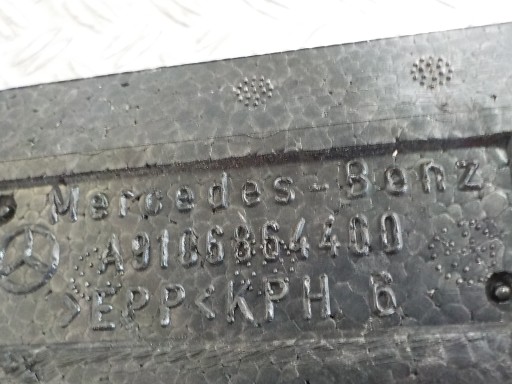 Mercedes-Benz
A9106864400
>EPP< KPH 6